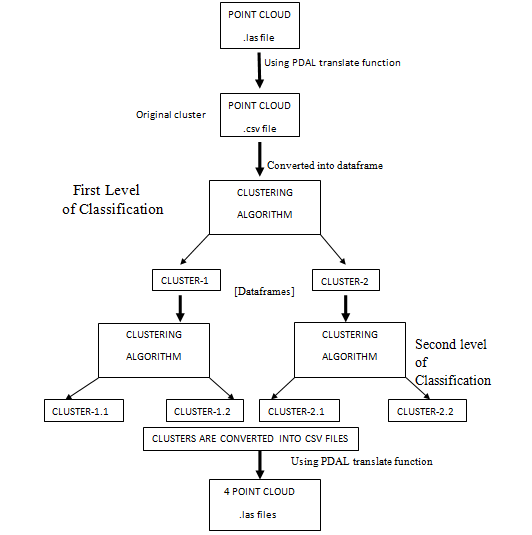 POINT CLOUD
.las file
Using PDAL translate function
Original cluster
POINT CLOUD
.csv file
Converted into dataframe
First Level
of Classification
CLUSTERING
ALGORITHM
CLUSTER-1
[Dataframes]
CLUSTER-2
CLUSTERING
ALGORITHM
CLUSTERING
ALGORITHM
Second level
of
Classification
CLUSTER-1.1
CLUSTER-1.2
CLUSTER-2.1
CLUSTER-2.2
CLUSTERS ARE CONVERTED INTO CSV FILES
Using PDAL translate function
4 POINT CLOUD
.las files